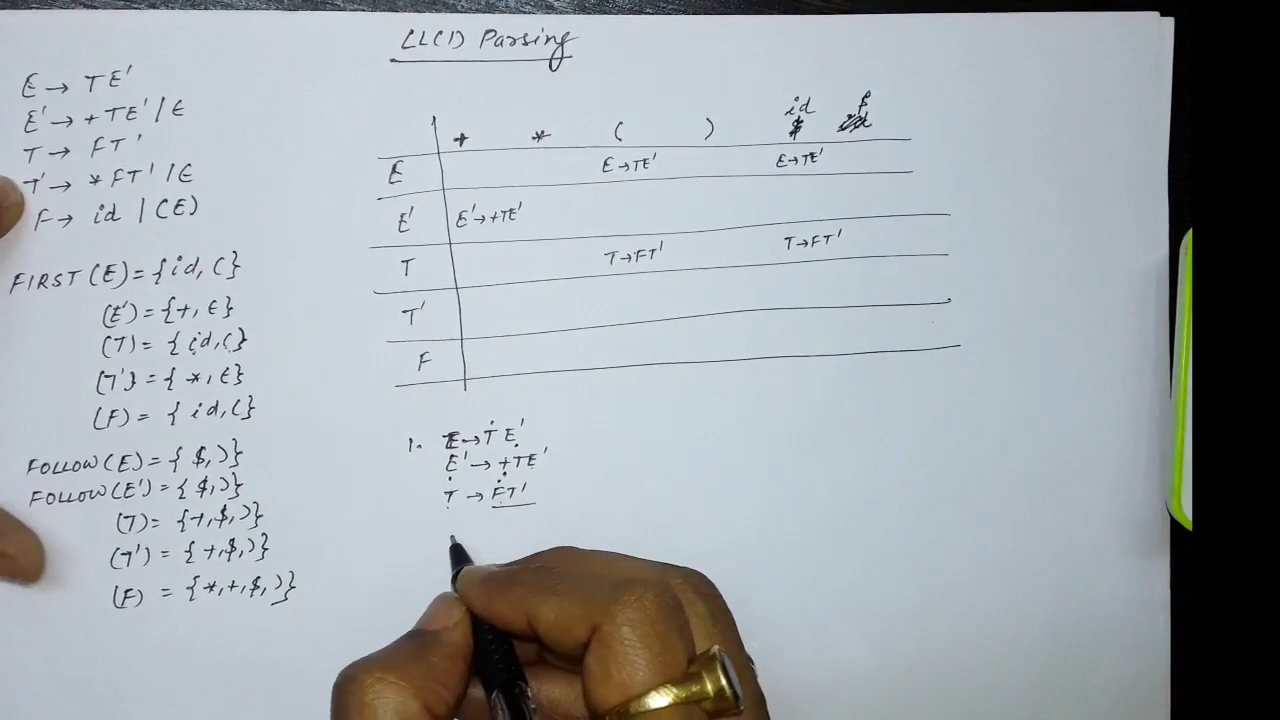 LL(1) Parsing
E → TE'
E' → +TE' / ϵ
T → FT'
T' → *FT' / ϵ
F → id | (E)
FIRST(E) = {id, (}
(E') = {+, ϵ}
(T) = {id, (}
(T') = {*, ϵ}
(F) = {id, (}
FOLLOW(E) = {$, )}
FOLLOW(E') = {$, )}
(T) = {+, $, )}
(T') = {+, $, )}
(F) = {*, +, $, )}
id $
+ * ( )
E E→TE' E→TE'
E' E'→+TE'
T T→FT' T→FT'
T'
F
1. E → TE'
E' → +TE'
T → FT'